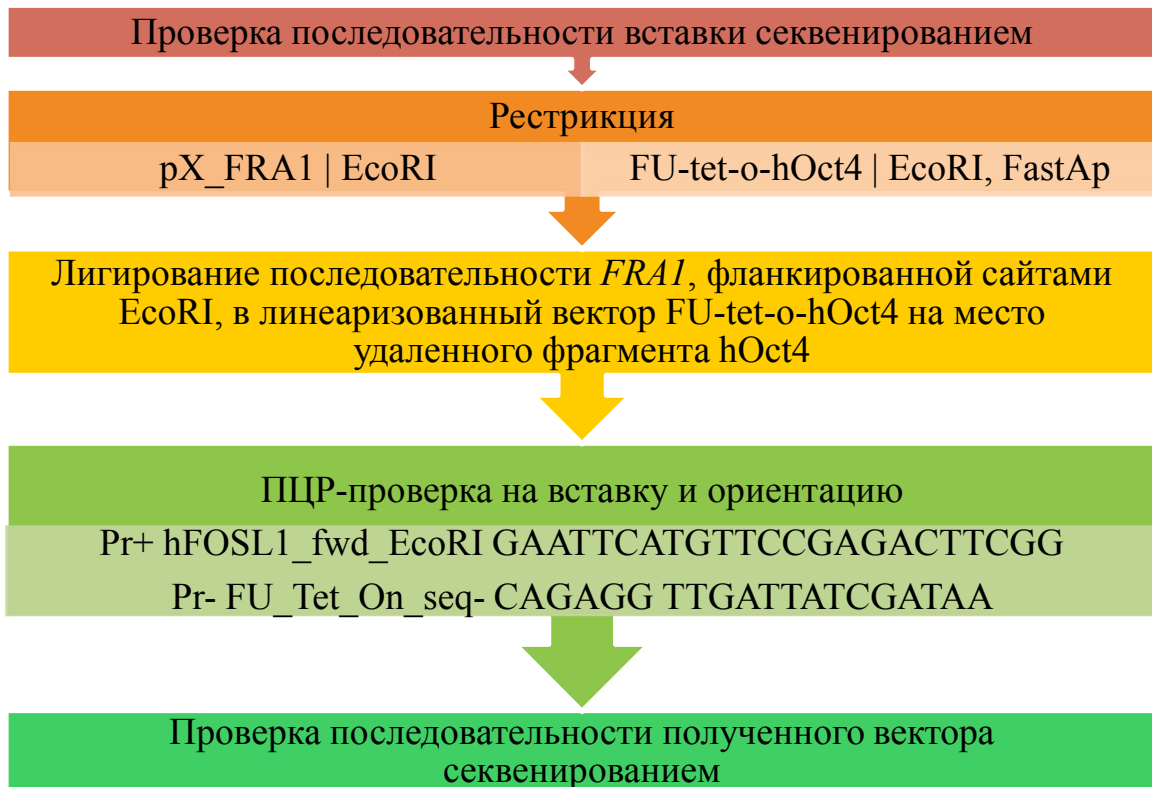 Проверка последовательности вставки секвенированием
Рестрикция
pX_FRA1 | EcoRI
FU-tet-o-hOct4 | EcoRI, FastAp
Лигирование последовательности FRA1, фланкированной сайтами
EcoRI, в линеаризованный вектор FU-tet-o-hOct4 на место
удаленного фрагмента hOct4
ПЦР-проверка на вставку и ориентацию
Pr+ hFOSL1_fwd_EcoRI GAATTCATGTTCCGAGACTTCGG
Pr- FU_Tet_On_seq- CAGAGG TTGATTATCGATAA
Проверка последовательности полученного вектора
секвенированием